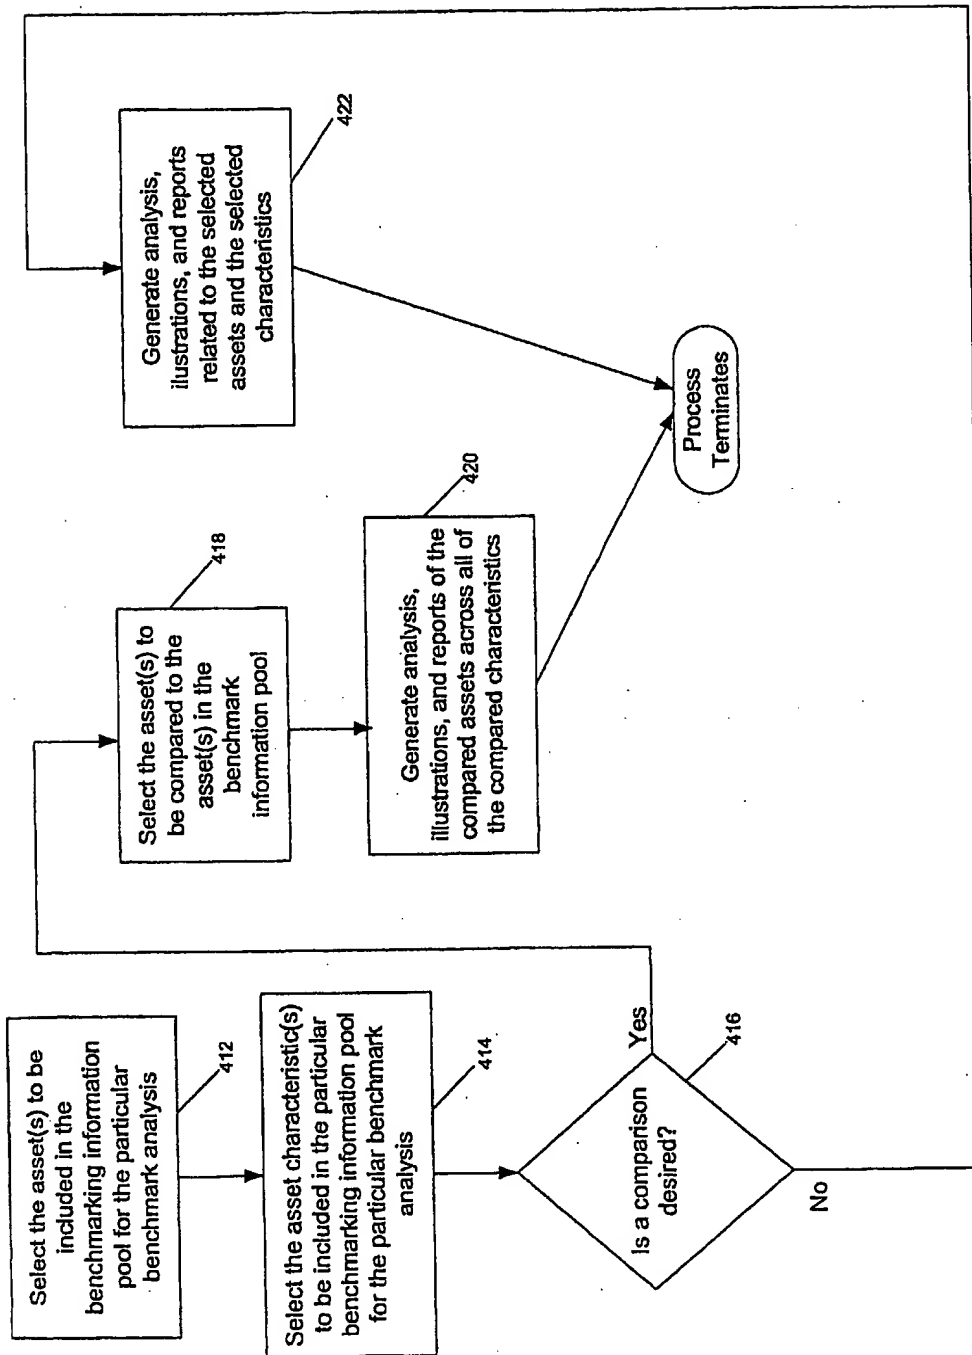 Select the asset(s) to be
included in the
benchmarking information
pool for the particular
benchmark analysis
412
Select the asset characteristic(s)
to be included in the particular
benchmarking information pool
for the particular benchmark
analysis
414
Is a comparison
desired?
416
Yes
No
Select the asset(s) to
be compared to the
asset(s) in the
benchmark
information pool
418
Generate analysis,
illustrations, and reports of the
compared assets across all of
the compared characteristics
420
Generate analysis,
ilustrations, and reports
related to the selected
assets and the selected
characteristics
422
Process
Terminates